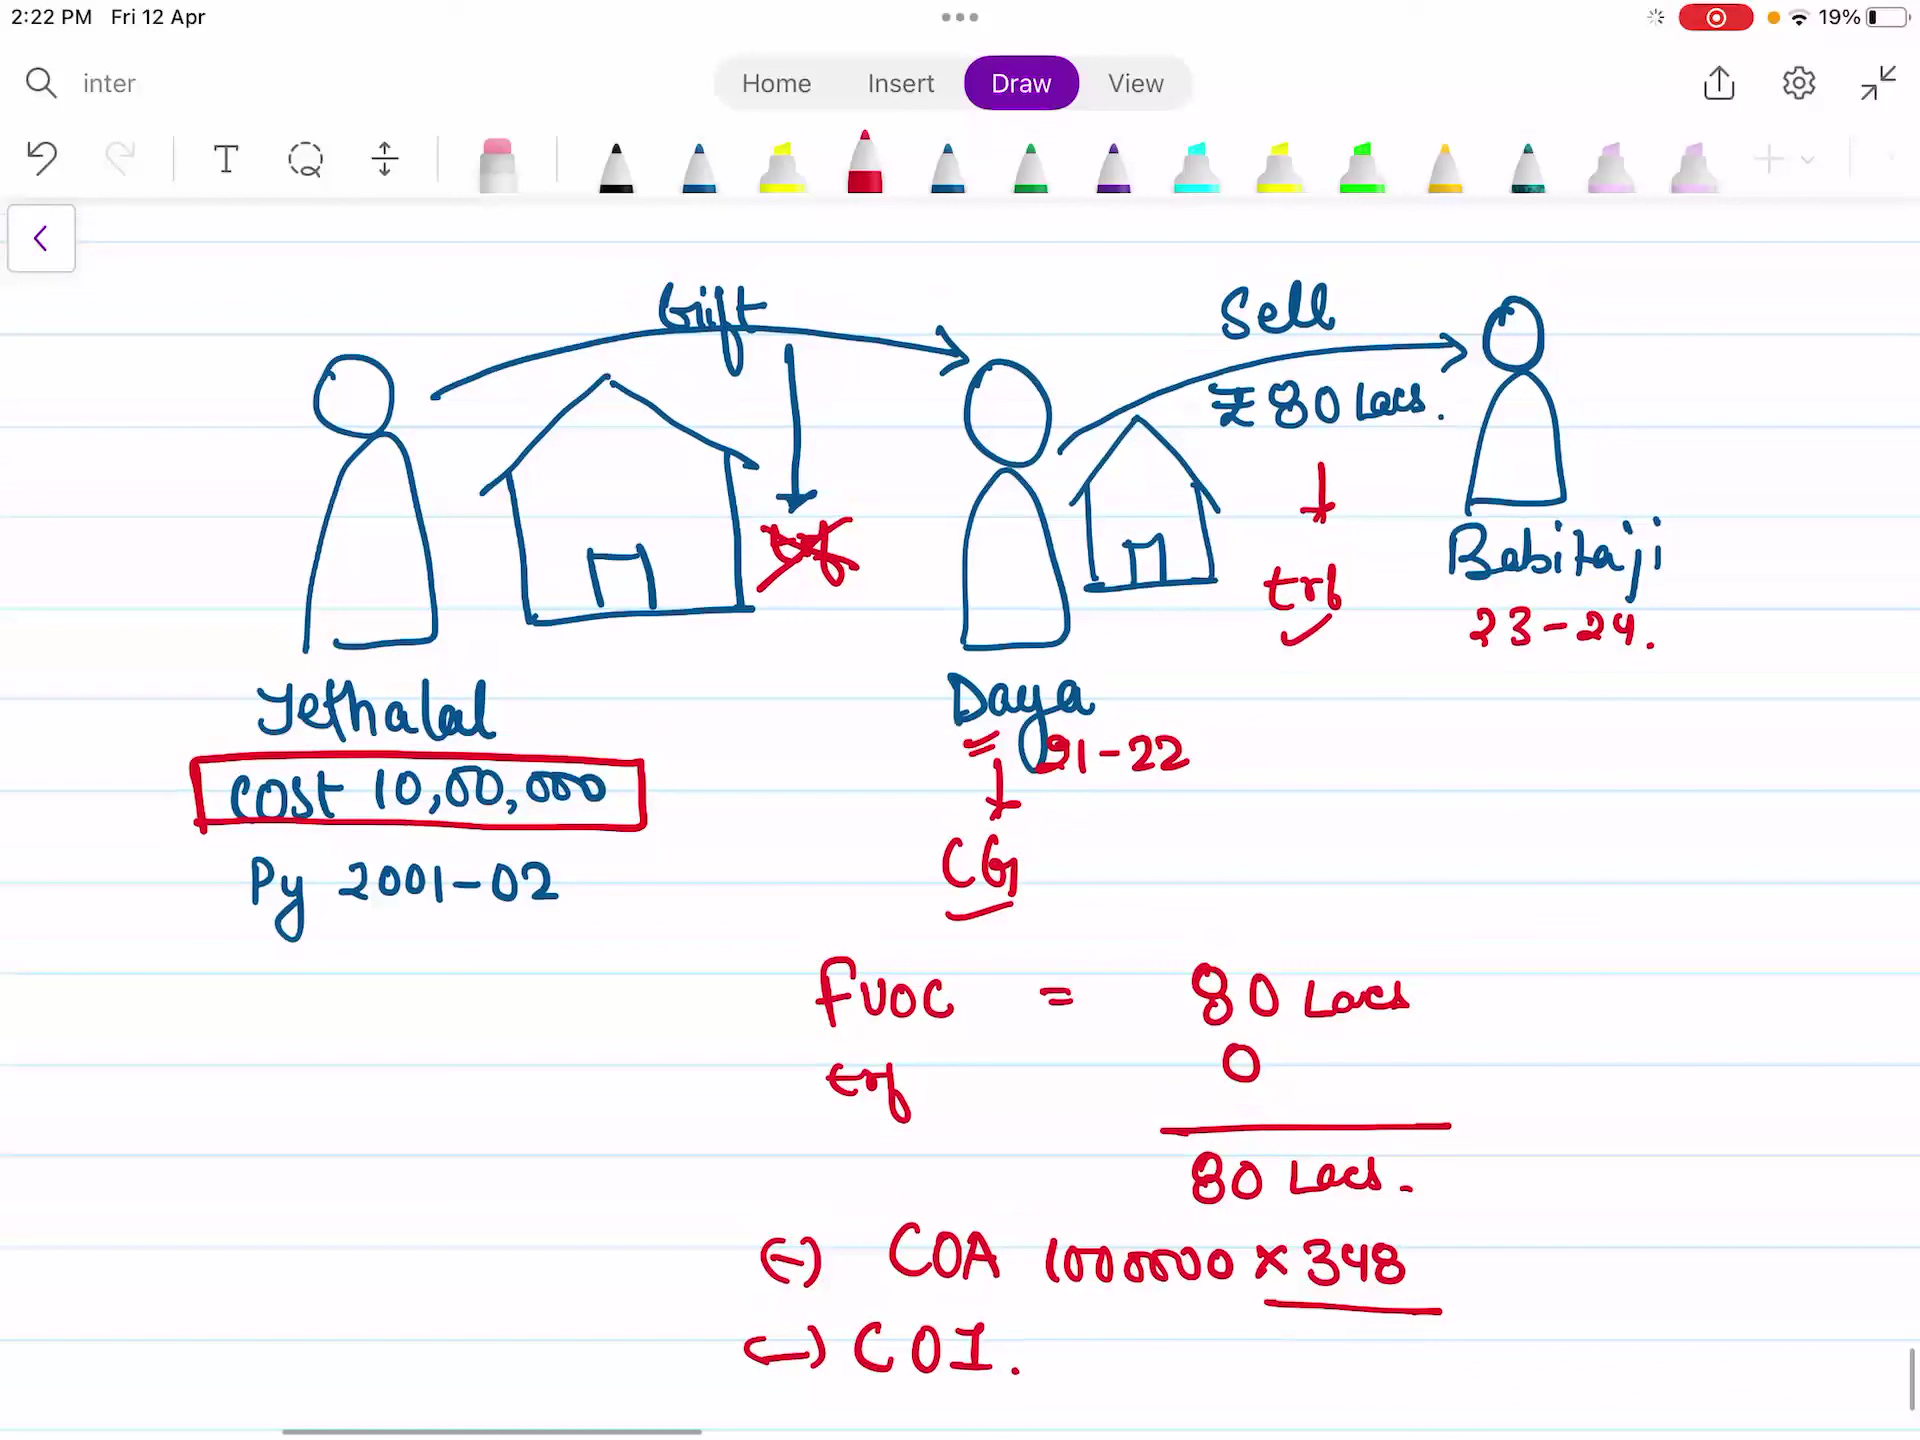 2:22 PM Fri 12 Apr
19%
inter
Home Insert Draw View
T
Gift
Sell
₹ 80 Lacs.
trf
trf
Babitaji
23-24.
Jethalal
Daya
21-22
Cost 10,00,000
CG
Py 2001-02
FVOC = 80 Lacs
trf 0
80 Lacs.
(-) COA 1000000 × 348
(-) COI.